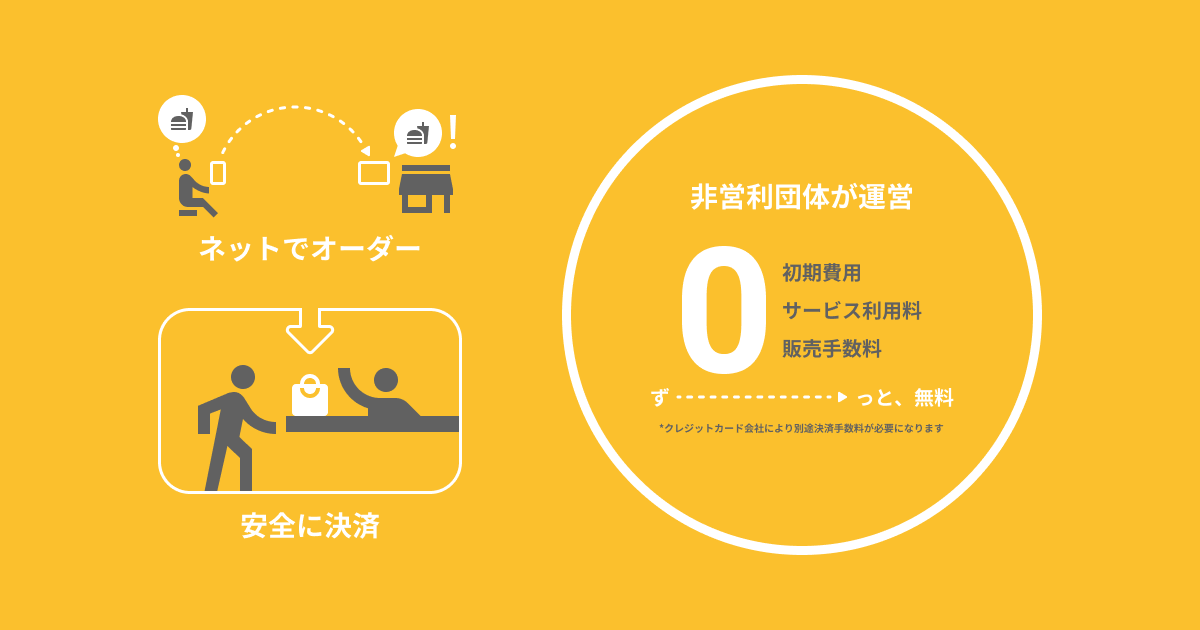 !
ネットでオーダー
安全に決済
非営利団体が運営
0
初期費用
サービス利用料
販売手数料
ず
っと、無料
*クレジットカード会社により別途決済手数料が必要になります